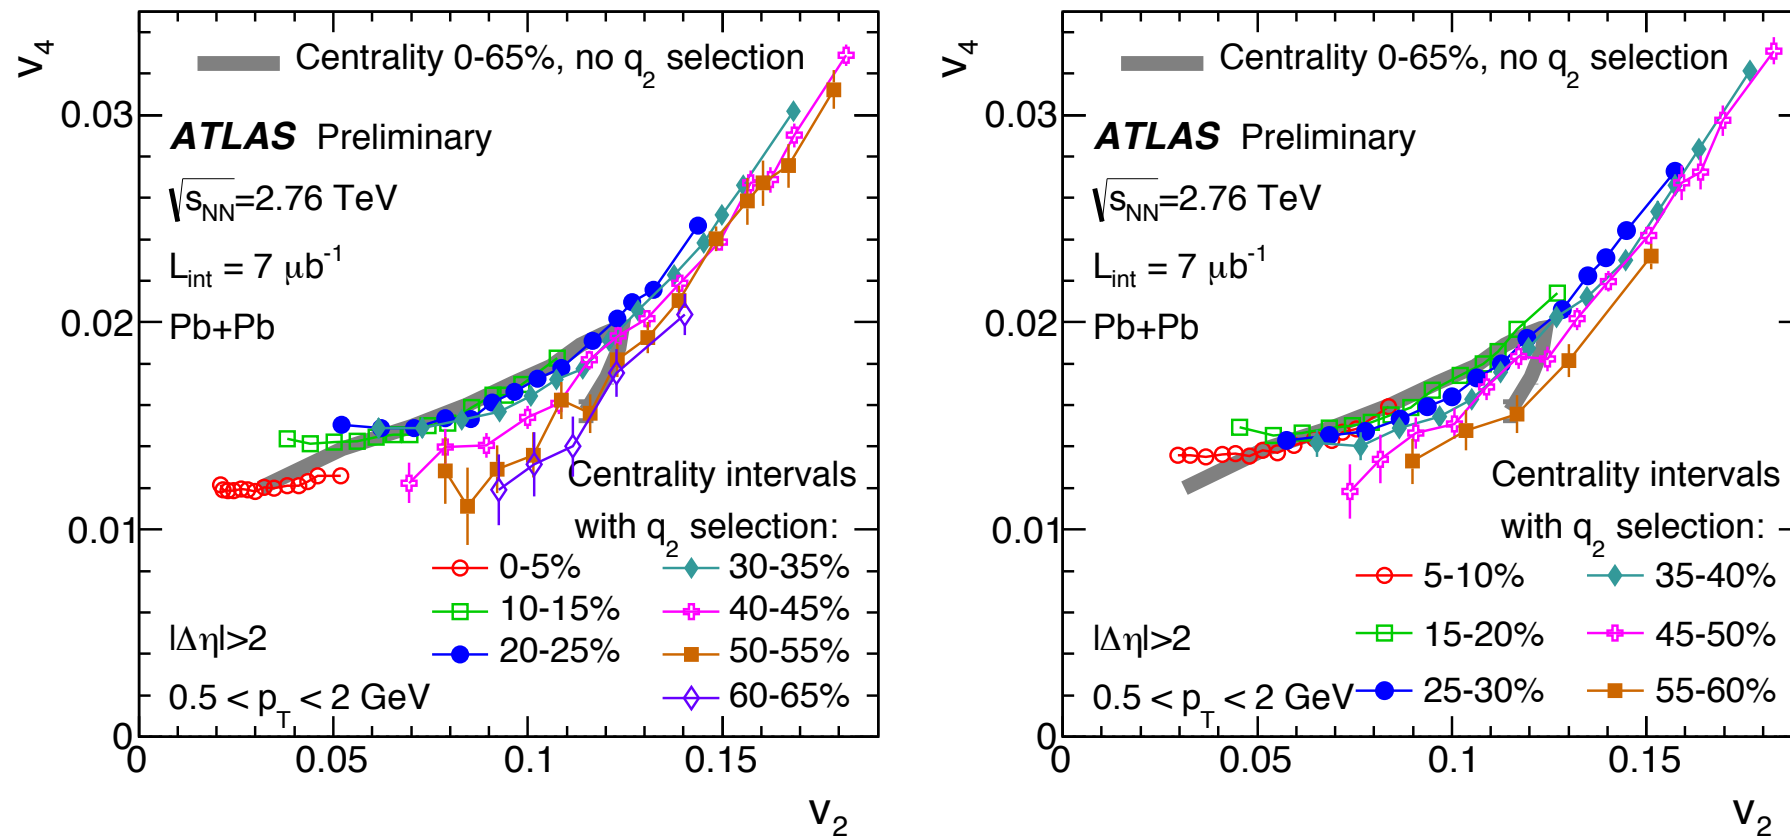 v4
Centrality 0-65%, no q2 selection
ATLAS Preliminary
√sNN=2.76 TeV
Lint = 7 μb-1
Pb+Pb
0.03
0.02
0.01
0
Centrality intervals
with q2 selection:
0-5%
10-15%
20-25%
30-35%
40-45%
50-55%
60-65%
|Δη|>2
0.5 < pT < 2 GeV
0
0.05
0.1
0.15
v2
v4
Centrality 0-65%, no q2 selection
ATLAS Preliminary
√sNN=2.76 TeV
Lint = 7 μb-1
Pb+Pb
0.03
0.02
0.01
0
Centrality intervals
with q2 selection:
5-10%
15-20%
25-30%
35-40%
45-50%
55-60%
|Δη|>2
0.5 < pT < 2 GeV
0
0.05
0.1
0.15
v2